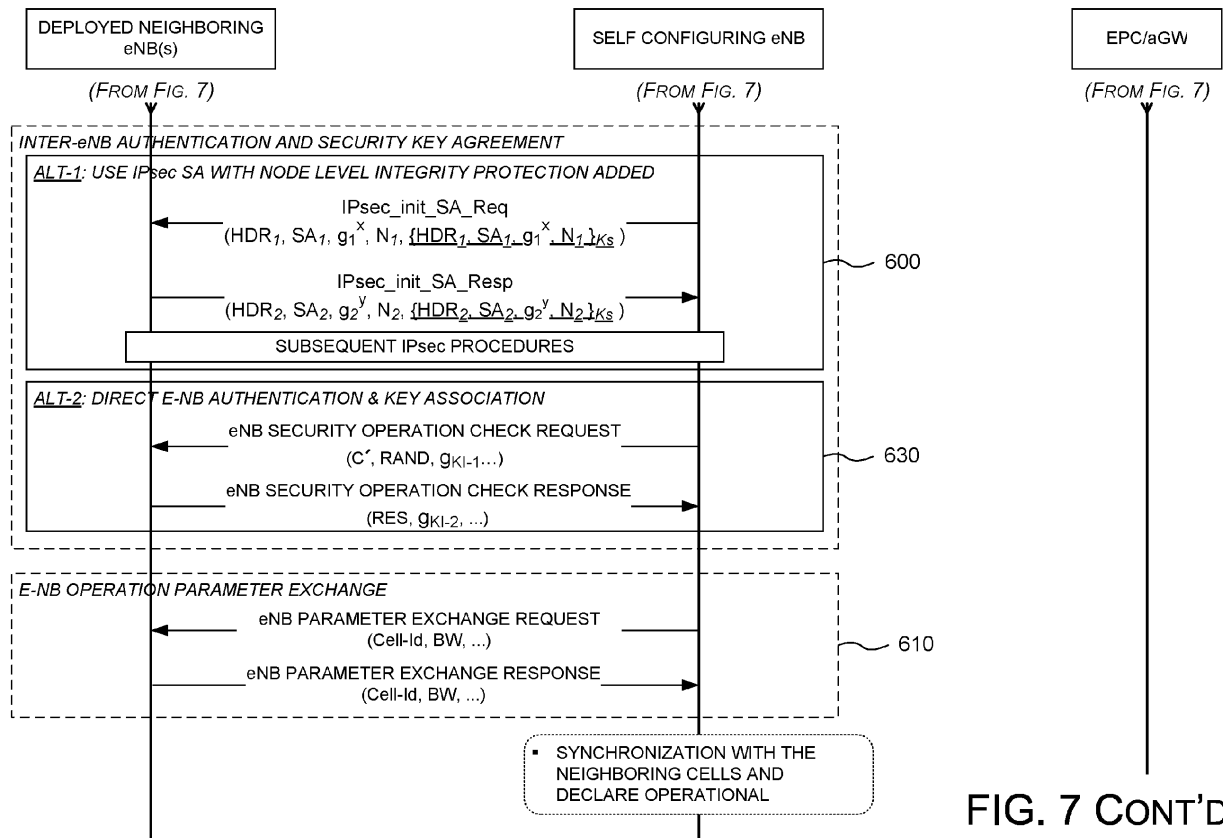 DEPLOYED NEIGHBORING
eNB(s)
SELF CONFIGURING eNB
EPC/aGW
(FROM FIG. 7)
(FROM FIG. 7)
(FROM FIG. 7)
INTER-eNB AUTHENTICATION AND SECURITY KEY AGREEMENT
ALT-1: USE IPsec SA WITH NODE LEVEL INTEGRITY PROTECTION ADDED
IPsec_init_SA_Req
(HDR1, SA1, g1^x, N1, {HDR1, SA1, g1^x, N1}Ks )
600
IPsec_init_SA_Resp
(HDR2, SA2, g2^y, N2, {HDR2, SA2, g2^y, N2}Ks )
SUBSEQUENT IPsec PROCEDURES
ALT-2: DIRECT E-NB AUTHENTICATION & KEY ASSOCIATION
eNB SECURITY OPERATION CHECK REQUEST
(C´, RAND, gKI-1...)
630
eNB SECURITY OPERATION CHECK RESPONSE
(RES, gKI-2, ...)
E-NB OPERATION PARAMETER EXCHANGE
eNB PARAMETER EXCHANGE REQUEST
(Cell-Id, BW, ...)
610
eNB PARAMETER EXCHANGE RESPONSE
(Cell-Id, BW, ...)
▪ SYNCHRONIZATION WITH THE
NEIGHBORING CELLS AND
DECLARE OPERATIONAL
FIG. 7 CONT'D